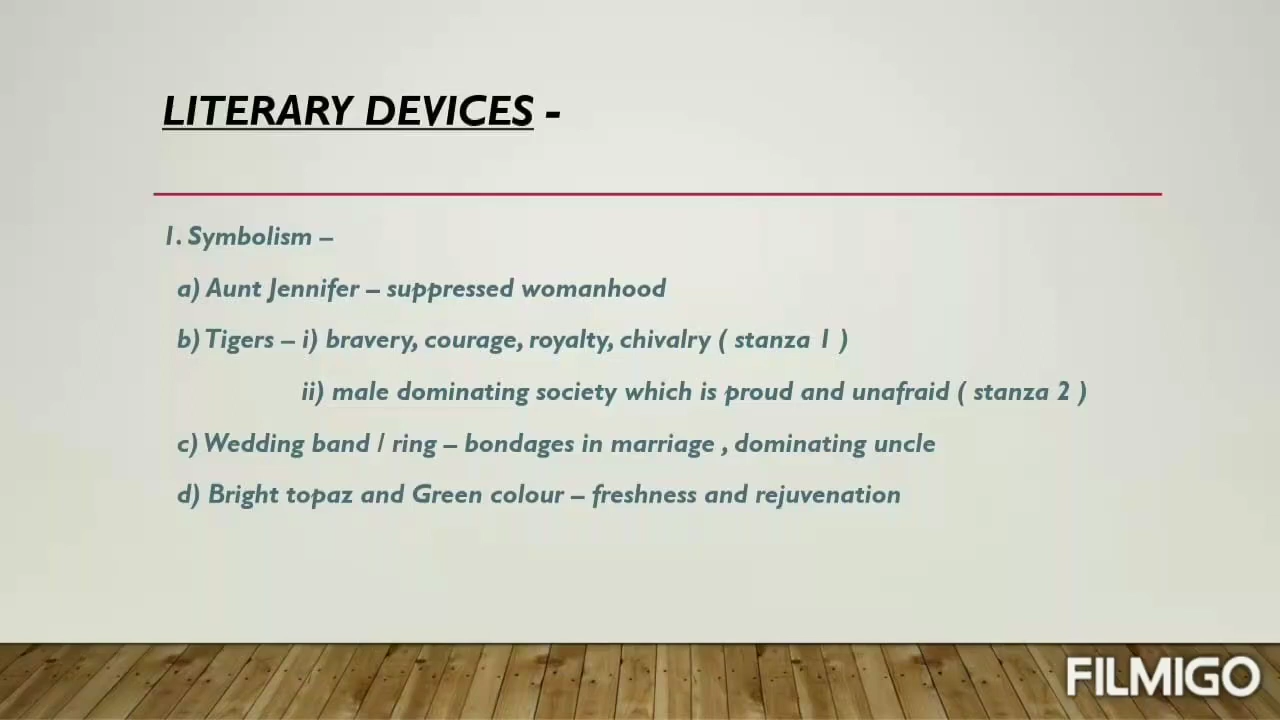 LITERARY DEVICES -
1. Symbolism –
a) Aunt Jennifer – suppressed womanhood
b) Tigers – i) bravery, courage, royalty, chivalry ( stanza 1 )
ii) male dominating society which is proud and unafraid ( stanza 2 )
c) Wedding band / ring – bondages in marriage , dominating uncle
d) Bright topaz and Green colour – freshness and rejuvenation
FILMIGO